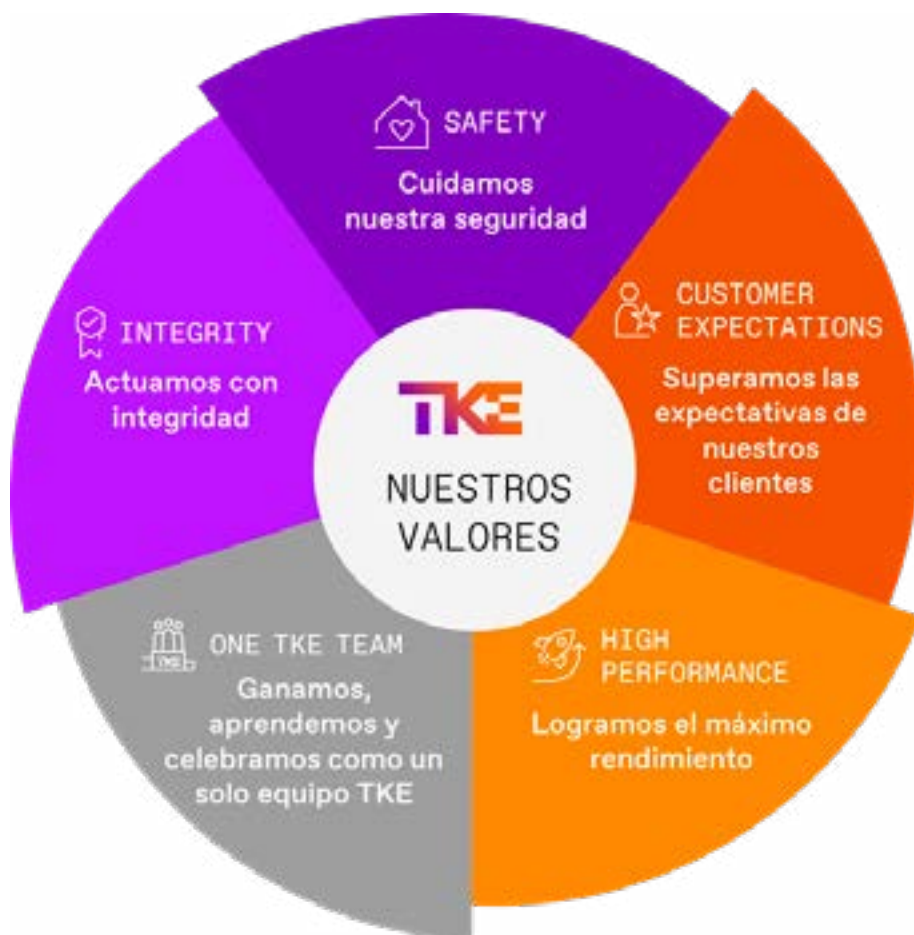 SAFETY
Cuidamos
nuestra seguridad
CUSTOMER
EXPECTATIONS
Superamos las
expectativas de
nuestros
clientes
HIGH
PERFORMANCE
Logramos el máximo
rendimiento
ONE TKE TEAM
Ganamos,
aprendemos y
celebramos como un
solo equipo TKE
INTEGRITY
Actuamos con
integridad
TKE
NUESTROS
VALORES